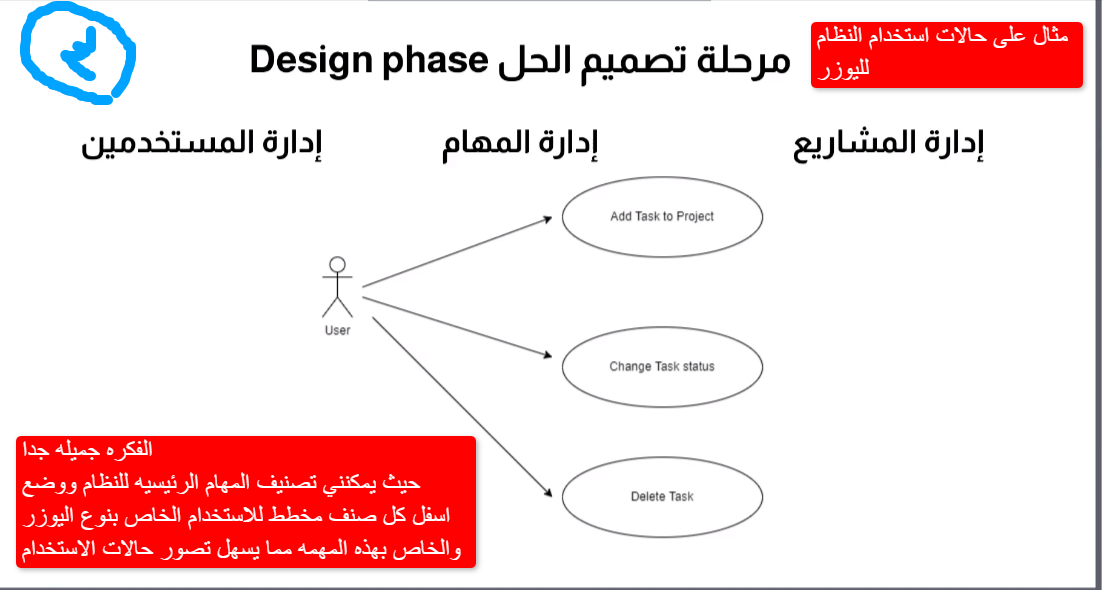 مثال على حالات استخدام النظام
لليوزر
مرحلة تصميم الحل Design phase
2
إدارة المشاريع
إدارة المهام
إدارة المستخدمين
Add Task to Project
User
Change Task status
Delete Task
الفكره جميله جدا
حيث يمكنني تصنيف المهام الرئيسيه للنظام ووضع
اسفل كل صنف مخطط للاستخدام الخاص بنوع اليوزر
والخاص بهذه المهمه مما يسهل تصور حالات الاستخدام